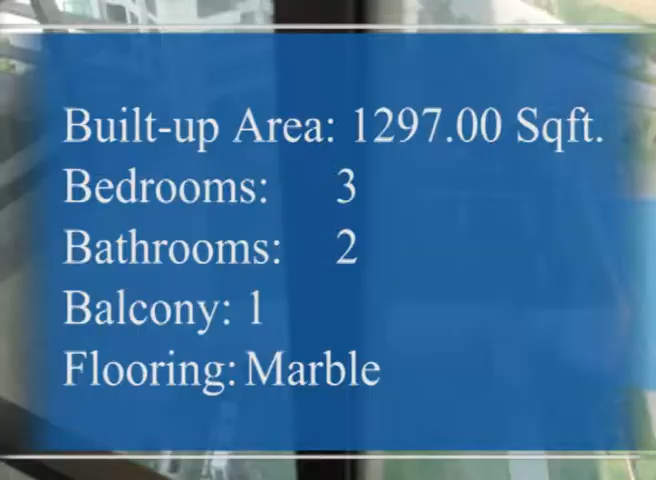 Built-up Area: 1297.00 Sqft.
Bedrooms: 3
Bathrooms: 2
Balcony: 1
Flooring: Marble